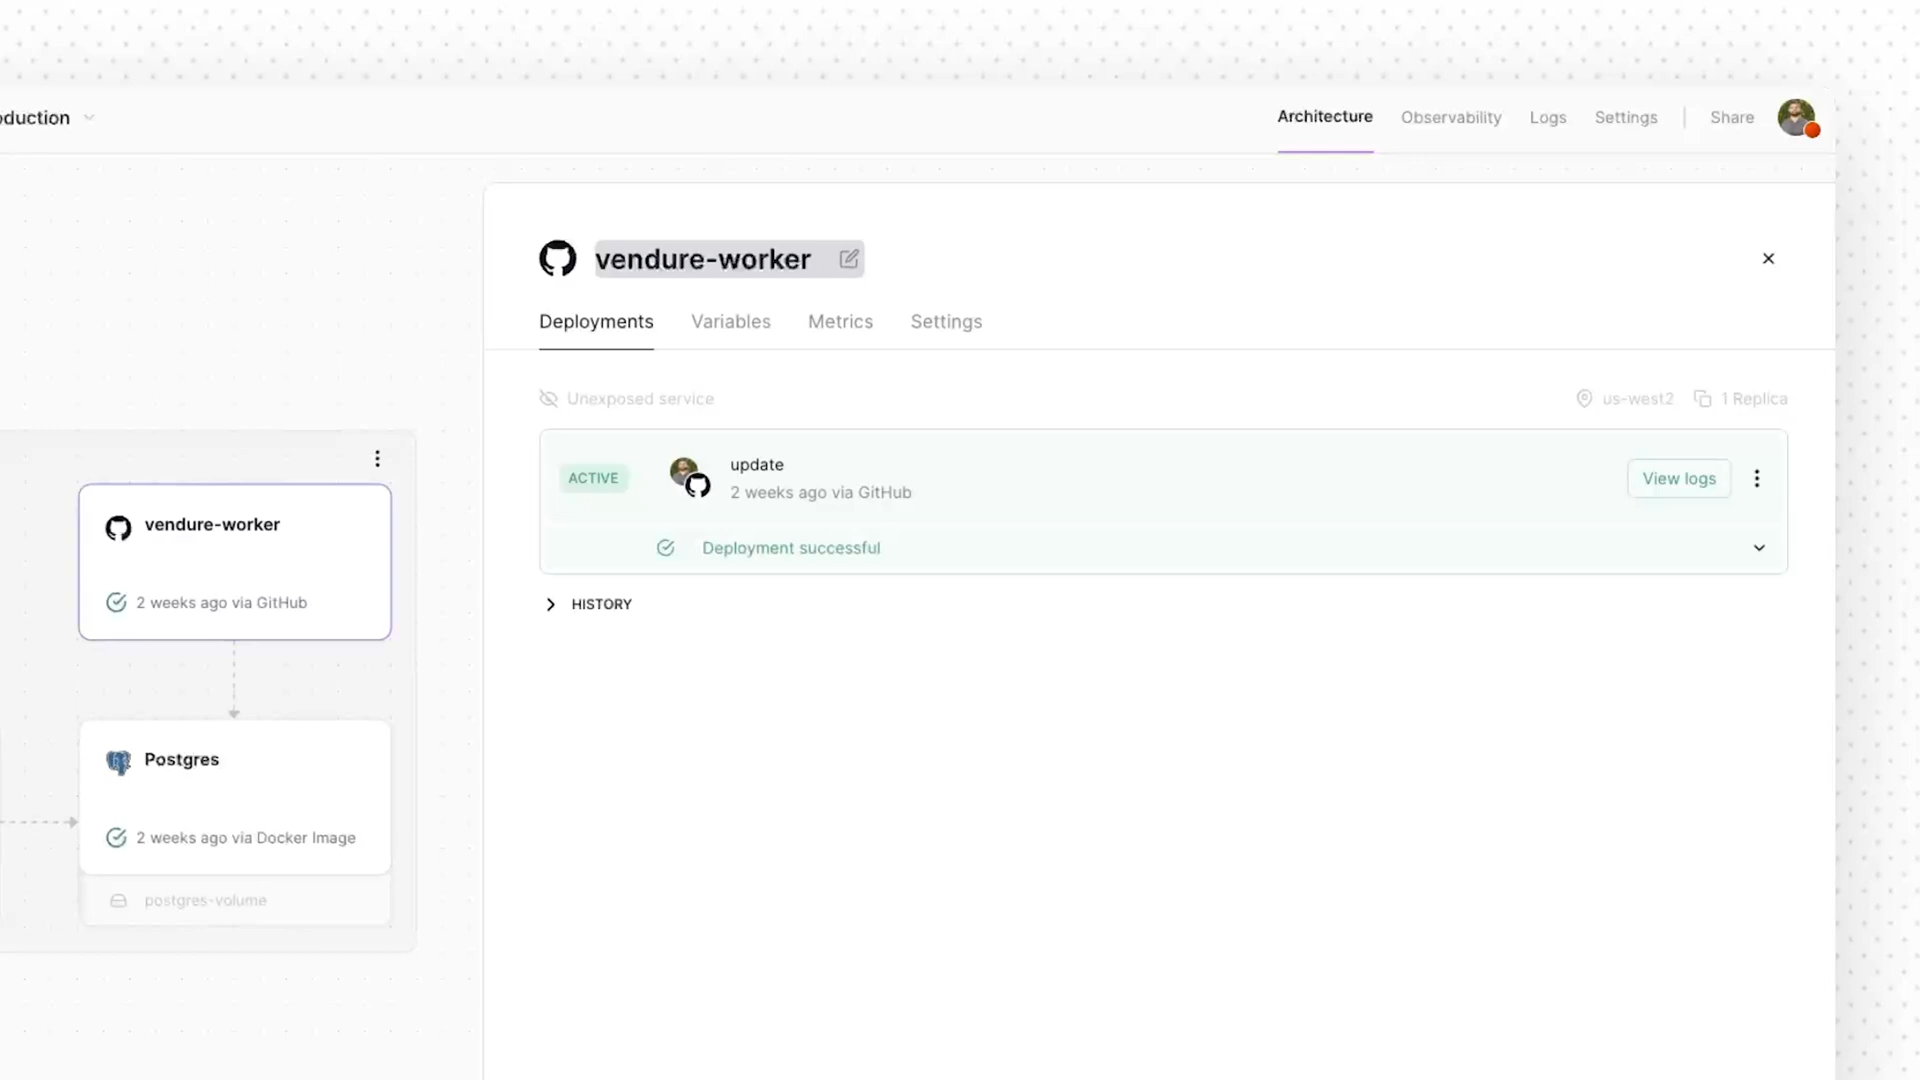 oduction
Architecture
Observability
Logs
Settings
Share
vendure-worker
Deployments
Variables
Metrics
Settings
Unexposed service
us-west2
1 Replica
ACTIVE
update
2 weeks ago via GitHub
View logs
Deployment successful
HISTORY
vendure-worker
2 weeks ago via GitHub
Postgres
2 weeks ago via Docker Image
postgres-volume